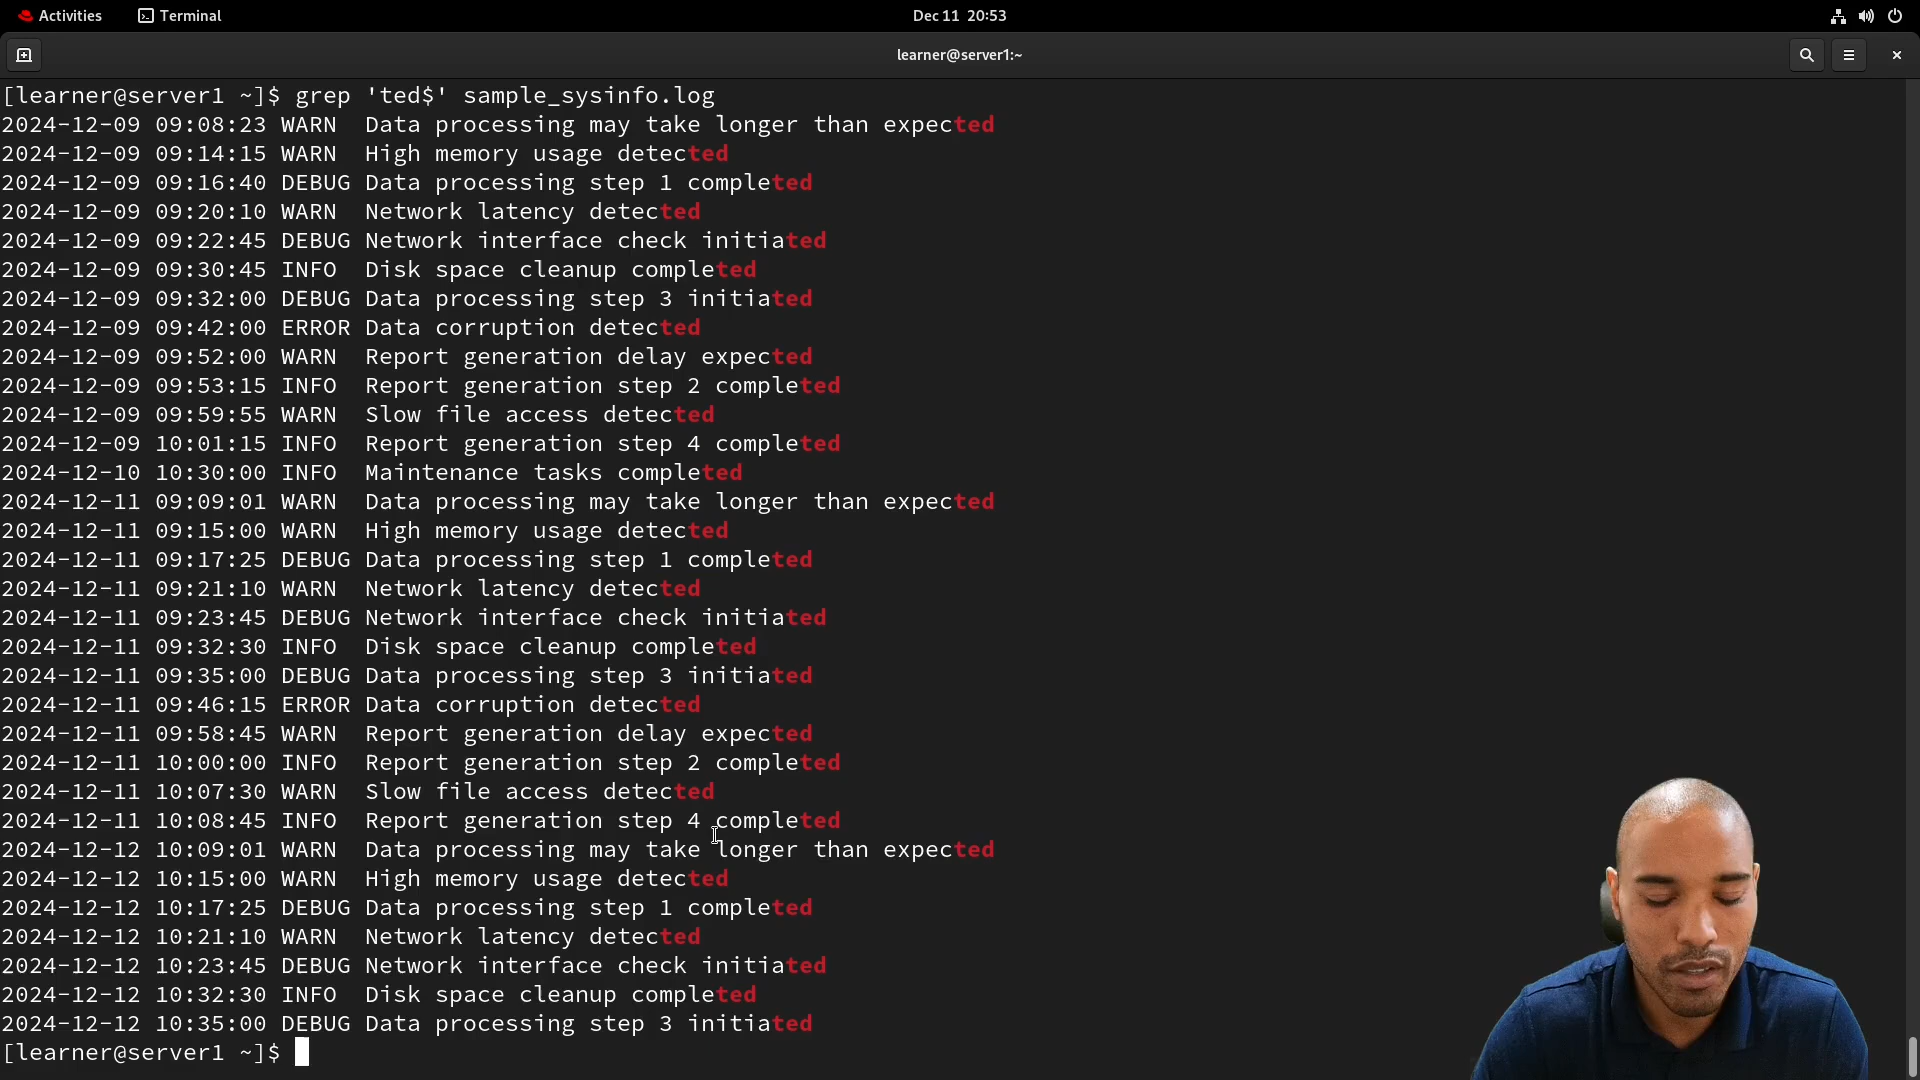 Activities
Terminal
Dec 11 20:53
learner@server1:~
[learner@server1 ~]$ grep 'ted$' sample_sysinfo.log
2024-12-09 09:08:23 WARN  Data processing may take longer than expected
2024-12-09 09:14:15 WARN  High memory usage detected
2024-12-09 09:16:40 DEBUG Data processing step 1 completed
2024-12-09 09:20:10 WARN  Network latency detected
2024-12-09 09:22:45 DEBUG Network interface check initiated
2024-12-09 09:30:45 INFO  Disk space cleanup completed
2024-12-09 09:32:00 DEBUG Data processing step 3 initiated
2024-12-09 09:42:00 ERROR Data corruption detected
2024-12-09 09:52:00 WARN  Report generation delay expected
2024-12-09 09:53:15 INFO  Report generation step 2 completed
2024-12-09 09:59:55 WARN  Slow file access detected
2024-12-09 10:01:15 INFO  Report generation step 4 completed
2024-12-10 10:30:00 INFO  Maintenance tasks completed
2024-12-11 09:09:01 WARN  Data processing may take longer than expected
2024-12-11 09:15:00 WARN  High memory usage detected
2024-12-11 09:17:25 DEBUG Data processing step 1 completed
2024-12-11 09:21:10 WARN  Network latency detected
2024-12-11 09:23:45 DEBUG Network interface check initiated
2024-12-11 09:32:30 INFO  Disk space cleanup completed
2024-12-11 09:35:00 DEBUG Data processing step 3 initiated
2024-12-11 09:46:15 ERROR Data corruption detected
2024-12-11 09:58:45 WARN  Report generation delay expected
2024-12-11 10:00:00 INFO  Report generation step 2 completed
2024-12-11 10:07:30 WARN  Slow file access detected
2024-12-11 10:08:45 INFO  Report generation step 4 completed
2024-12-12 10:09:01 WARN  Data processing may take longer than expected
2024-12-12 10:15:00 WARN  High memory usage detected
2024-12-12 10:17:25 DEBUG Data processing step 1 completed
2024-12-12 10:21:10 WARN  Network latency detected
2024-12-12 10:23:45 DEBUG Network interface check initiated
2024-12-12 10:32:30 INFO  Disk space cleanup completed
2024-12-12 10:35:00 DEBUG Data processing step 3 initiated
[learner@server1 ~]$